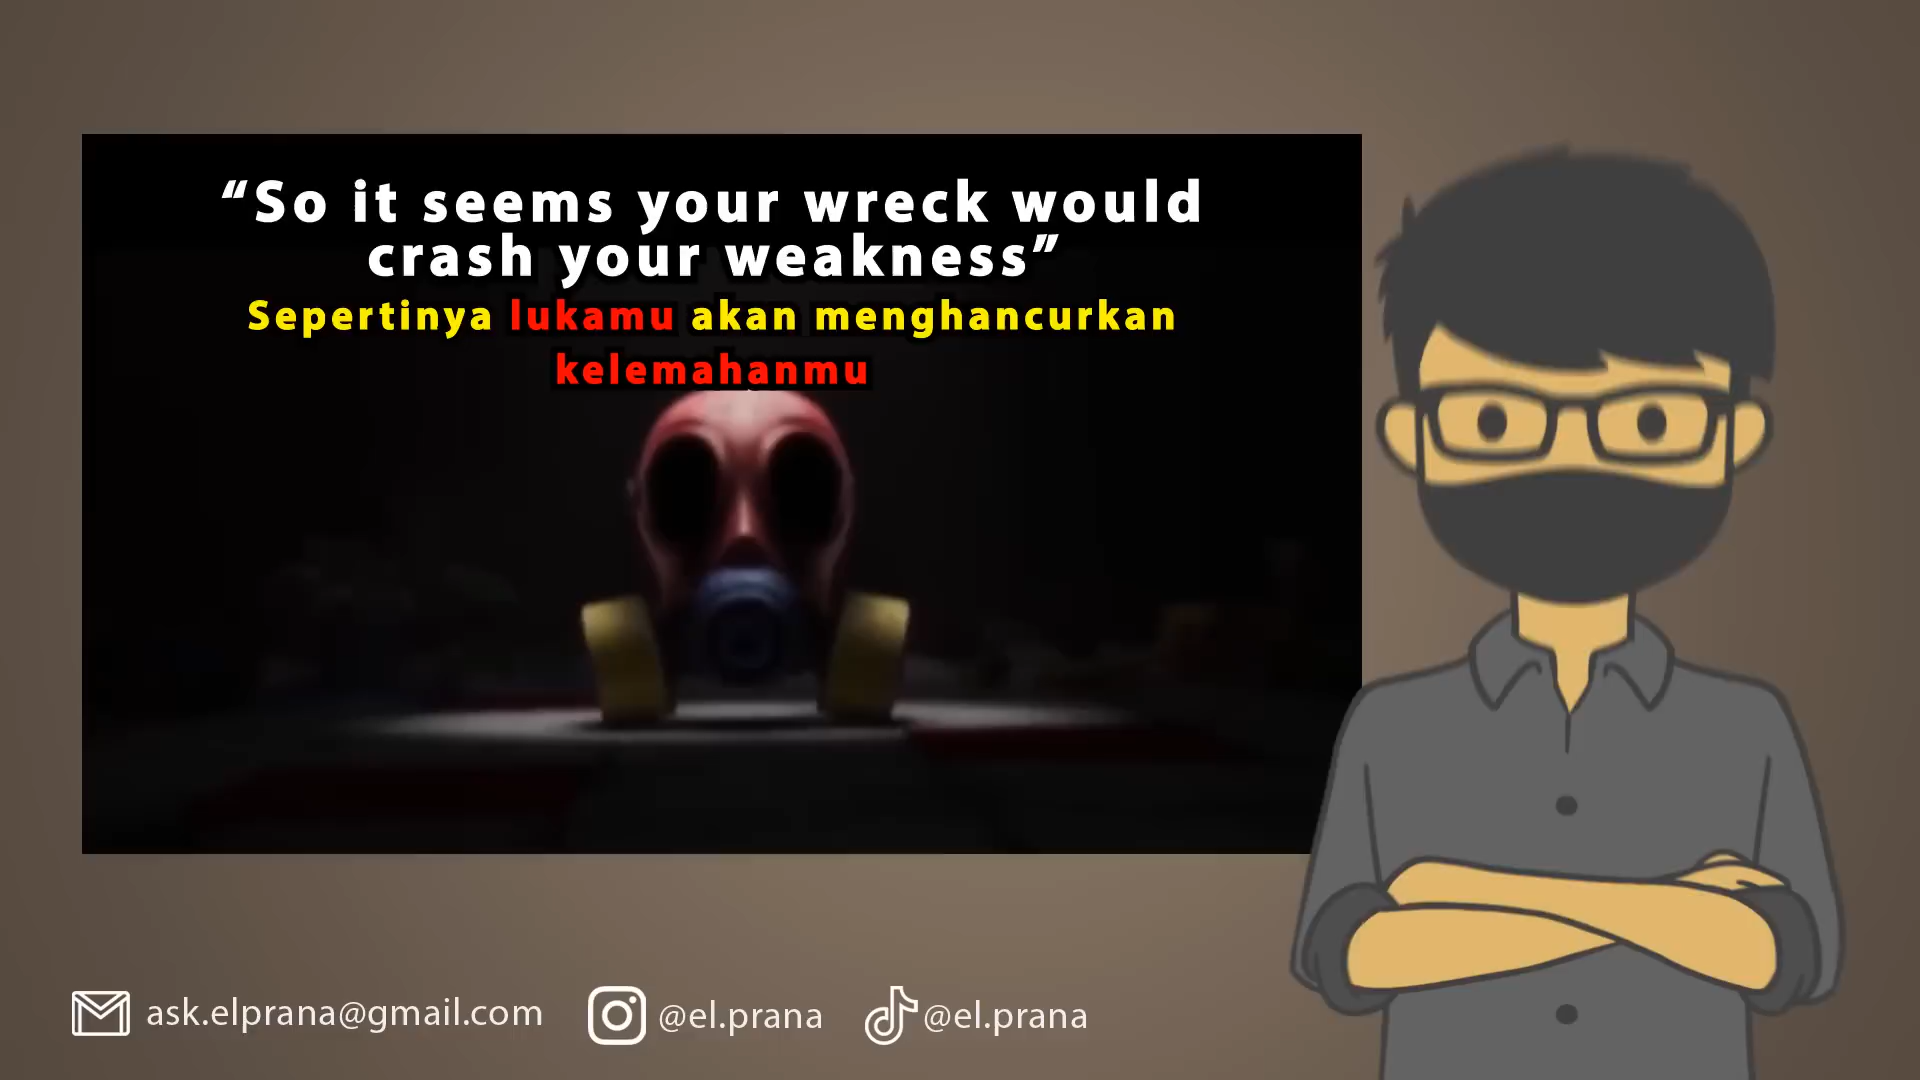 “So it seems your wreck would
crash your weakness”
Sepertinya lukamu akan menghancurkan
kelemahanmu
ask.elprana@gmail.com @el.prana @el.prana